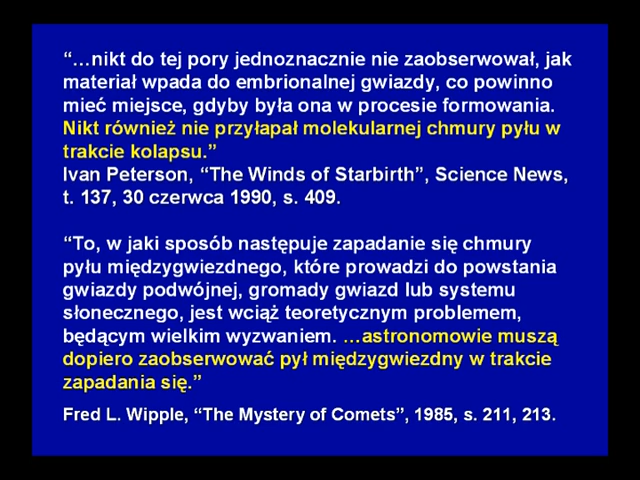 “…nikt do tej pory jednoznacznie nie zaobserwował, jak
materiał wpada do embrionalnej gwiazdy, co powinno
mieć miejsce, gdyby była ona w procesie formowania.
Nikt również nie przyłapał molekularnej chmury pyłu w
trakcie kolapsu.”
Ivan Peterson, “The Winds of Starbirth”, Science News,
t. 137, 30 czerwca 1990, s. 409.
“To, w jaki sposób następuje zapadanie się chmury
pyłu międzygwiezdnego, które prowadzi do powstania
gwiazdy podwójnej, gromady gwiazd lub systemu
słonecznego, jest wciąż teoretycznym problemem,
będącym wielkim wyzwaniem. …astronomowie muszą
dopiero zaobserwować pył międzygwiezdny w trakcie
zapadania się.”
Fred L. Wipple, “The Mystery of Comets”, 1985, s. 211, 213.